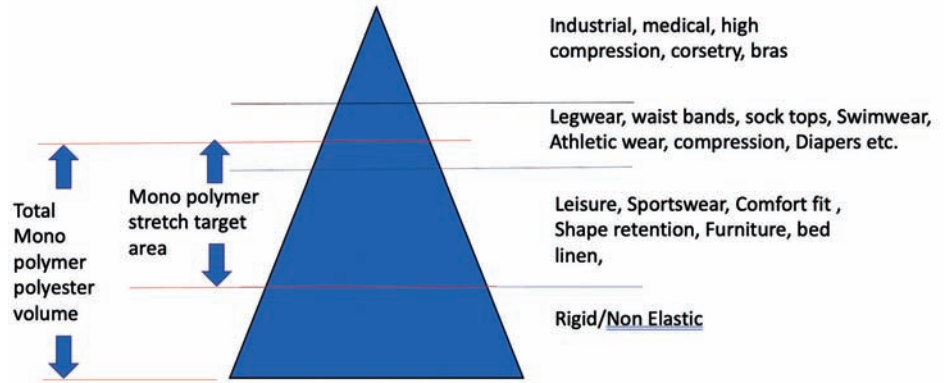 Industrial, medical, high
compression, corsetry, bras
Legwear, waist bands, sock tops, Swimwear,
Athletic wear, compression, Diapers etc.
Total
Mono
polymer
polyester
volume
Mono polymer
stretch target
area
Leisure, Sportswear, Comfort fit ,
Shape retention, Furniture, bed
linen,
Rigid/Non Elastic